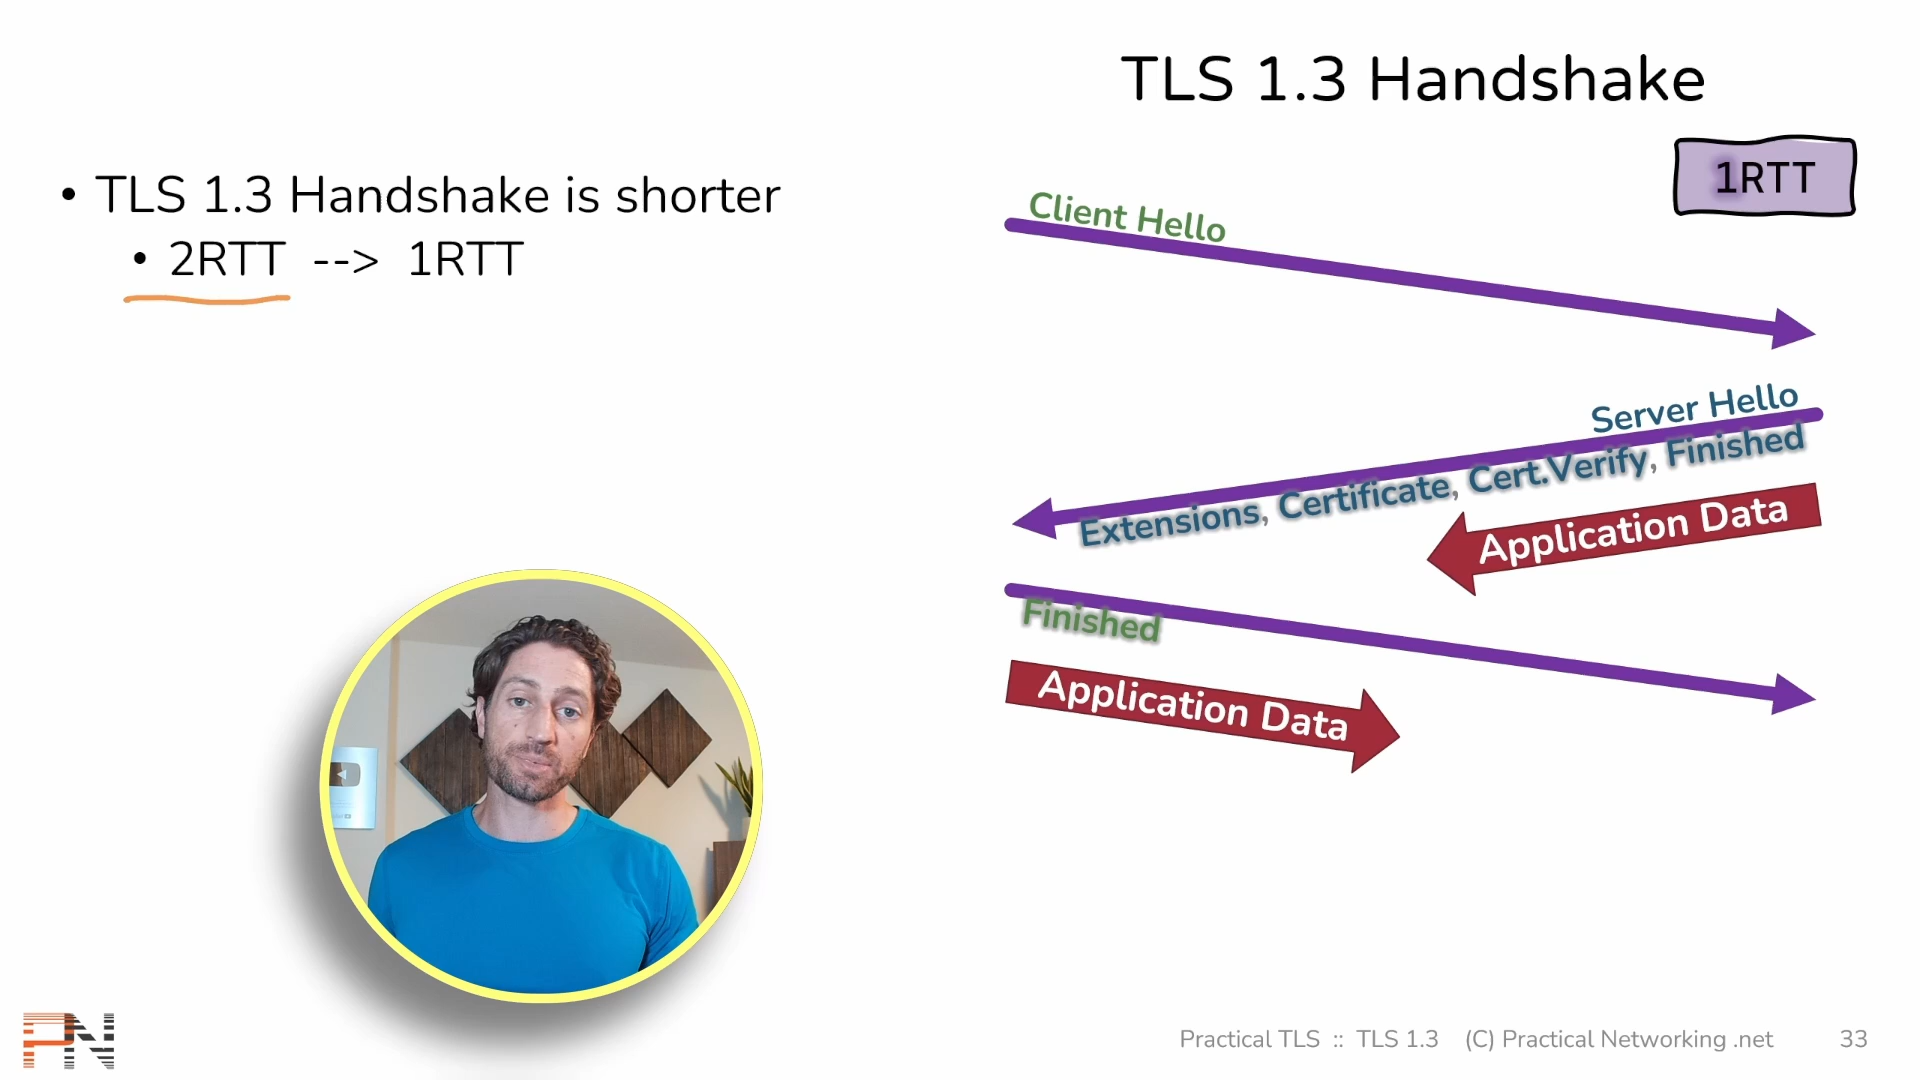 TLS 1.3 Handshake
1RTT
• TLS 1.3 Handshake is shorter
• 2RTT --> 1RTT
Client Hello
Server Hello
Extensions, Certificate, Cert.Verify, Finished
Application Data
Finished
Application Data
PN
Practical TLS :: TLS 1.3 (C) Practical Networking .net 33